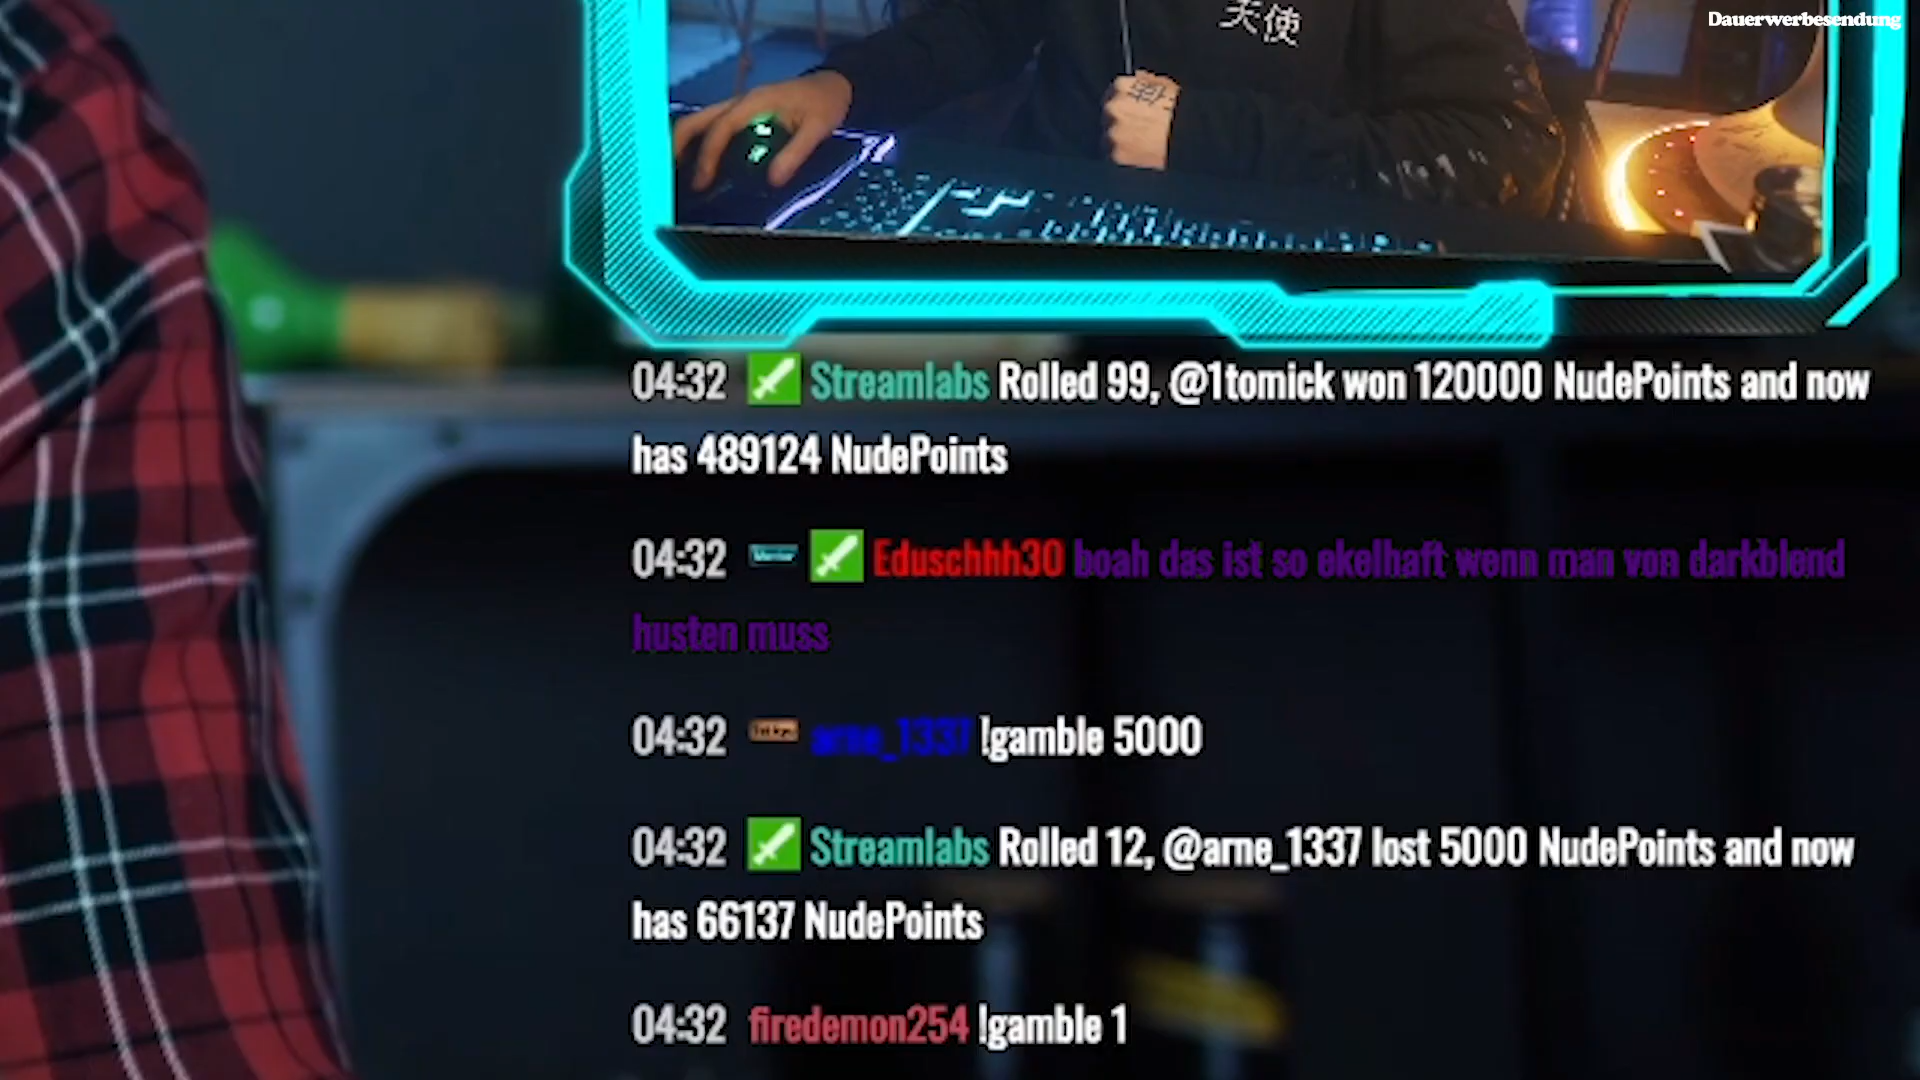 Dauerwerbesendung
天使
04:32 Streamlabs Rolled 99, @1tomick won 120000 NudePoints and now
has 489124 NudePoints
04:32 Eduschhh30 boah das ist so ekelhaft wenn man von darkblend
husten muss
04:32 arne_1337 !gamble 5000
04:32 Streamlabs Rolled 12, @arne_1337 lost 5000 NudePoints and now
has 66137 NudePoints
04:32 firedemon254 !gamble 1